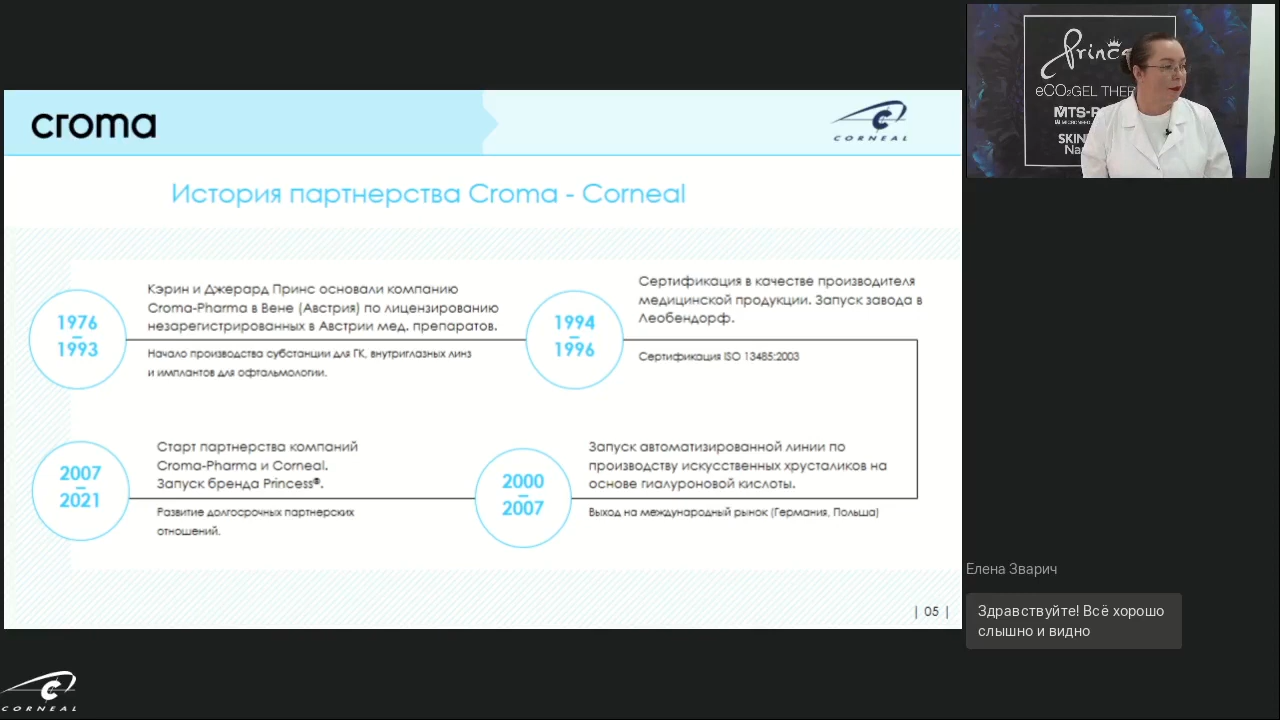 croma
CORNEAL
История партнерства Croma - Corneal
1976
–
1993
Кэрин и Джерард Принс основали компанию
Croma-Pharma в Вене (Австрия) по лицензированию
незарегистрированных в Австрии мед. препаратов.
Начало производства субстанции для ГК, внутриглазных линз
и имплантов для офтальмологии.
1994
–
1996
Сертификация в качестве производителя
медицинской продукции. Запуск завода в
Леобендорф.
Сертификация ISO 13485:2003
2007
–
2021
Старт партнерства компаний
Croma-Pharma и Corneal.
Запуск бренда Princess®.
Развитие долгосрочных партнерских
отношений.
2000
–
2007
Запуск автоматизированной линии по
производству искусственных хрусталиков на
основе гиалуроновой кислоты.
Выход на международный рынок (Германия, Польша)
| 05 |
Princ
eCO₂GEL THER
MTS-
SKIN
Na
Елена Зварич
Здравствуйте! Всё хорошо
слышно и видно
CORNEAL